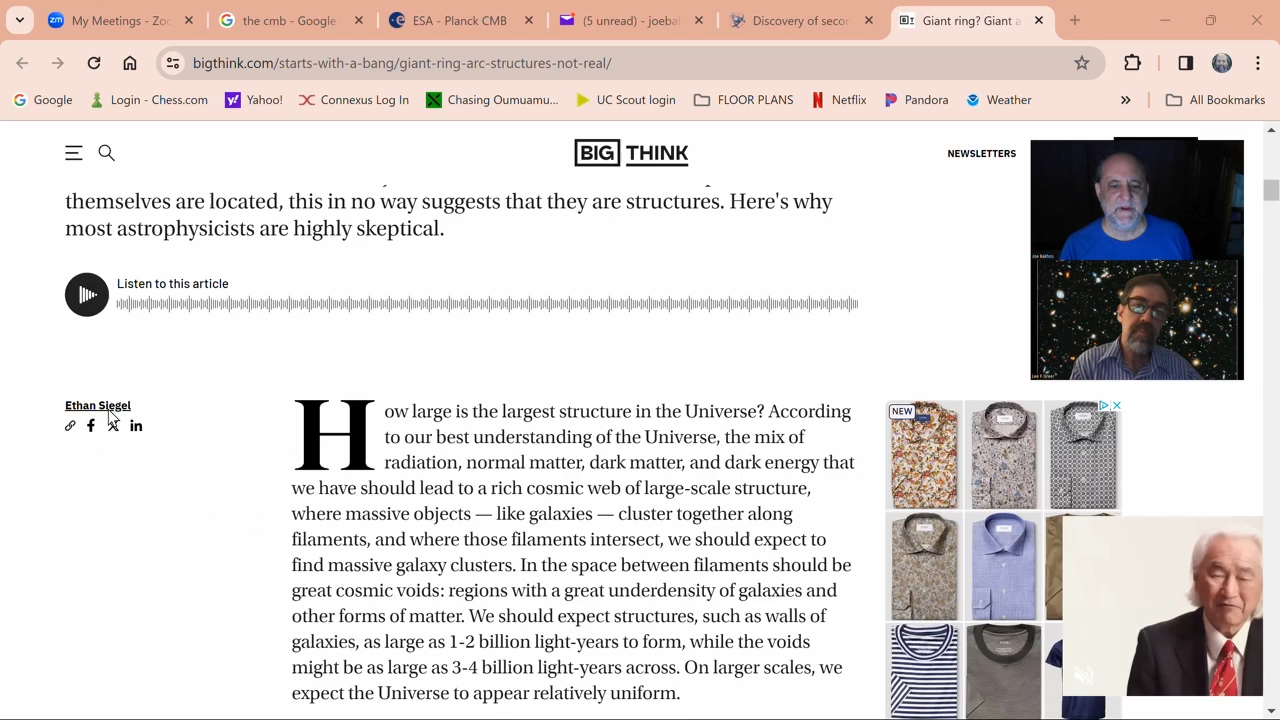 My Meetings - Zoo
the cmb - Google
ESA - Planck CMB
(5 unread) - joebal
Discovery of secon
Giant ring? Giant a
bigthink.com/starts-with-a-bang/giant-ring-arc-structures-not-real/
Google
Login - Chess.com
Yahoo!
Connexus Log In
Chasing Oumuamu...
UC Scout login
FLOOR PLANS
Netflix
Pandora
Weather
All Bookmarks
BIG THINK
NEWSLETTERS
themselves are located, this in no way suggests that they are structures. Here's why
most astrophysicists are highly skeptical.
Listen to this article
Ethan Siegel
How large is the largest structure in the Universe? According
to our best understanding of the Universe, the mix of
radiation, normal matter, dark matter, and dark energy that
we have should lead to a rich cosmic web of large-scale structure,
where massive objects — like galaxies — cluster together along
filaments, and where those filaments intersect, we should expect to
find massive galaxy clusters. In the space between filaments should be
great cosmic voids: regions with a great underdensity of galaxies and
other forms of matter. We should expect structures, such as walls of
galaxies, as large as 1-2 billion light-years to form, while the voids
might be as large as 3-4 billion light-years across. On larger scales, we
expect the Universe to appear relatively uniform.
NEW